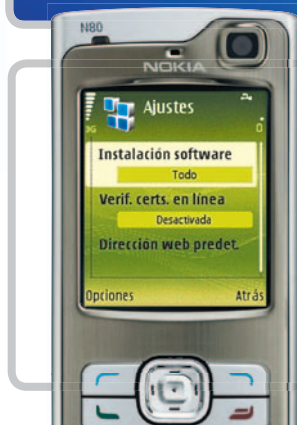 N80
NOKIA
Ajustes
3G
Instalación software
Todo
Verif. certs. en línea
Desactivada
Dirección web predet.
Opciones
Atrás